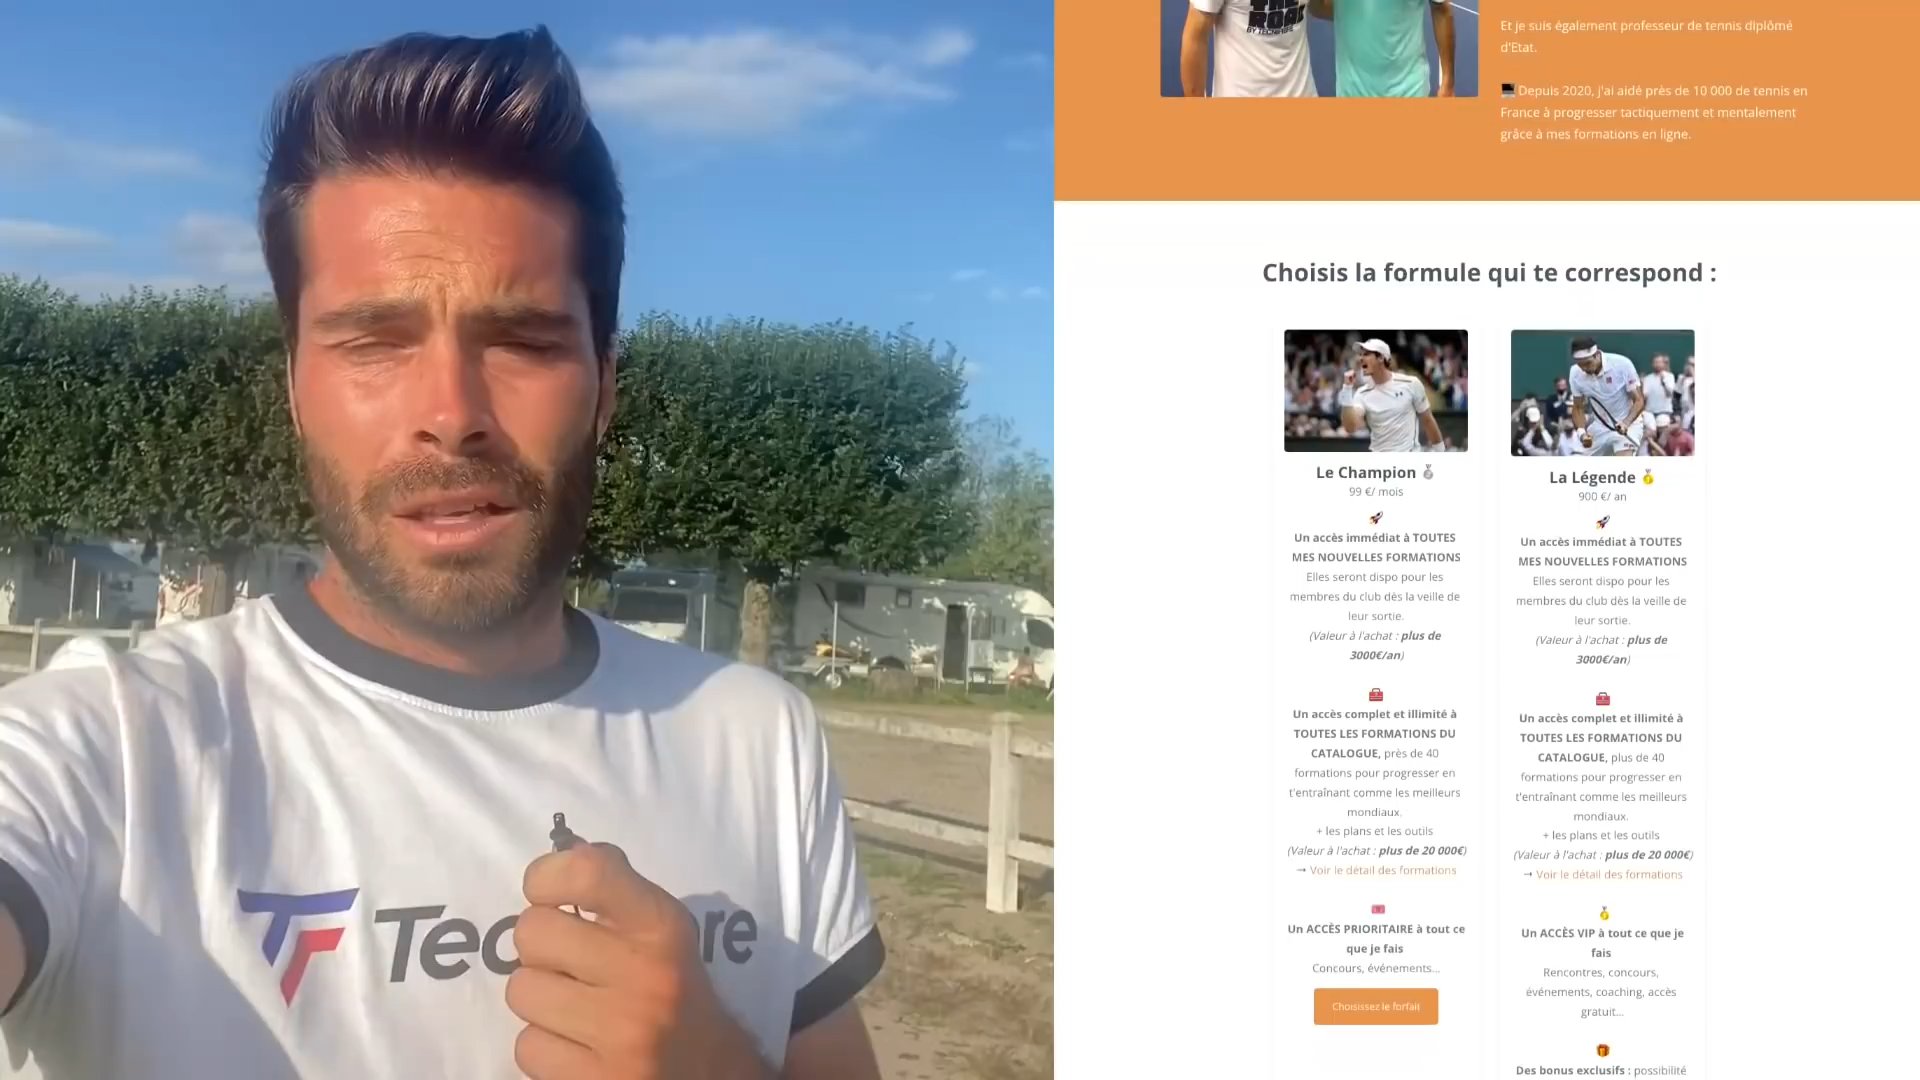 THE
ROAD
BY TECNIFIBRE
Et je suis également professeur de tennis diplômé
d'Etat.
Depuis 2020, j'ai aidé près de 10 000 de tennis en
France à progresser tactiquement et mentalement
grâce à mes formations en ligne.
Choisis la formule qui te correspond :
Le Champion
99 €/ mois
Un accès immédiat à TOUTES
MES NOUVELLES FORMATIONS
Elles seront dispo pour les
membres du club dès la veille de
leur sortie.
(Valeur à l'achat : plus de
3000€/an)
Un accès complet et illimité à
TOUTES LES FORMATIONS DU
CATALOGUE, près de 40
formations pour progresser en
t'entraînant comme les meilleurs
mondiaux.
+ les plans et les outils
(Valeur à l'achat : plus de 20 000€)
→ Voir le détail des formations
Un ACCÈS PRIORITAIRE à tout ce
que je fais
Concours, événements...
Choisissez le forfait
La Légende
900 €/ an
Un accès immédiat à TOUTES
MES NOUVELLES FORMATIONS
Elles seront dispo pour les
membres du club dès la veille de
leur sortie.
(Valeur à l'achat : plus de
3000€/an)
Un accès complet et illimité à
TOUTES LES FORMATIONS DU
CATALOGUE, plus de 40
formations pour progresser en
t'entraînant comme les meilleurs
mondiaux.
+ les plans et les outils
(Valeur à l'achat : plus de 20 000€)
→ Voir le détail des formations
Un ACCÈS VIP à tout ce que je
fais
Rencontres, concours,
événements, coaching, accès
gratuit...
Des bonus exclusifs : possibilité